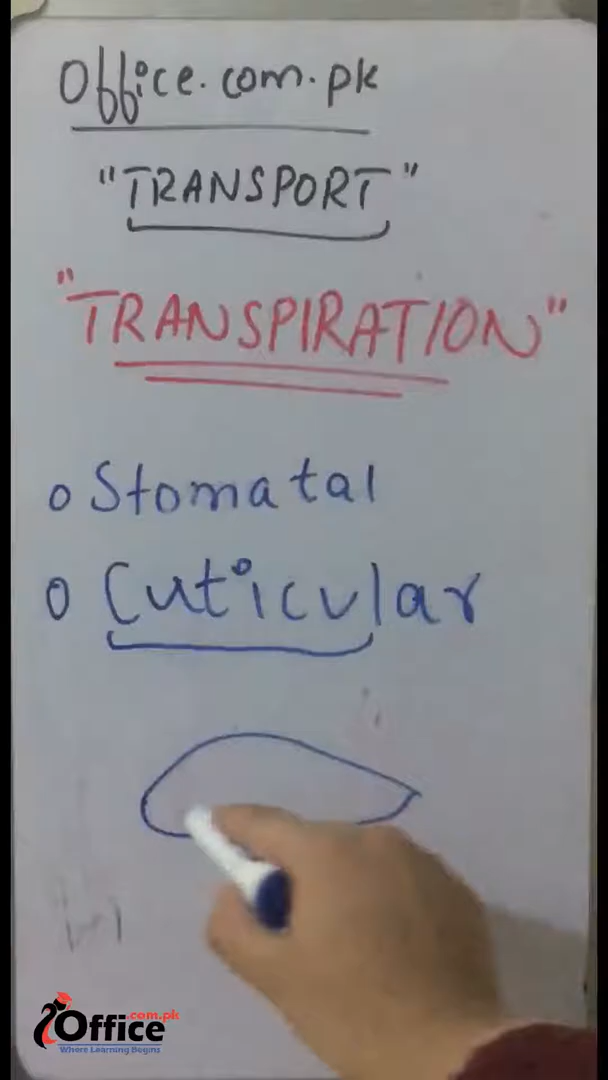 Office.com.pk
"TRANSPORT"
"TRANSPIRATION"
o Stomatal
o Cuticular
.com.pk
Office
Where Learning Begins